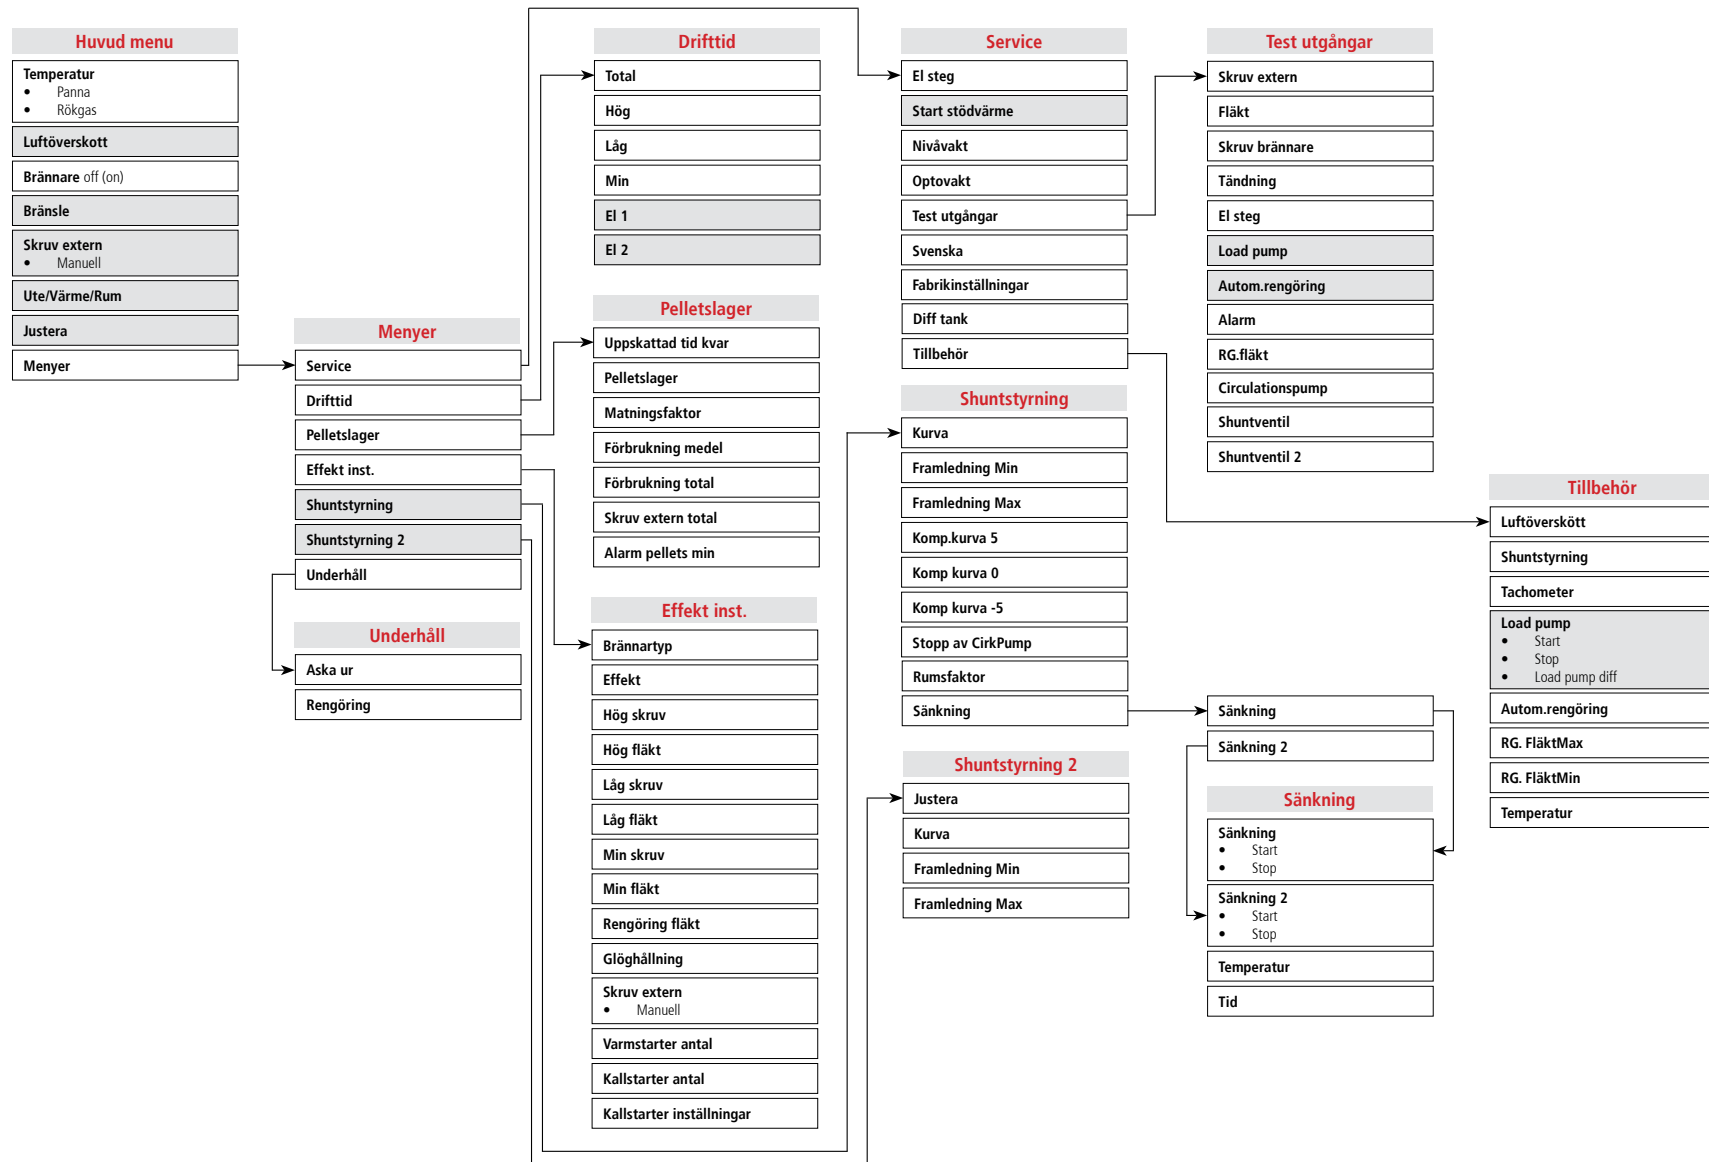 Huvud menu
Temperatur
• Panna
• Rökgas
Luftöverskott
Brännare off (on)
Bränsle
Skruv extern
• Manuell
Ute/Värme/Rum
Justera
Menyer
Menyer
Service
Drifttid
Pelletslager
Effekt inst.
Shuntstyrning
Shuntstyrning 2
Underhåll
Underhåll
Aska ur
Rengöring
Drifttid
Total
Hög
Låg
Min
El 1
El 2
Pelletslager
Uppskattad tid kvar
Pelletslager
Matningsfaktor
Förbrukning medel
Förbrukning total
Skruv extern total
Alarm pellets min
Effekt inst.
Brännartyp
Effekt
Hög skruv
Hög fläkt
Låg skruv
Låg fläkt
Min skruv
Min fläkt
Rengöring fläkt
Glöghållning
Skruv extern
• Manuell
Varmstarter antal
Kallstarter antal
Kallstarter inställningar
Service
El steg
Start stödvärme
Nivåvakt
Optovakt
Test utgångar
Svenska
Fabrikinställningar
Diff tank
Tillbehör
Shuntstyrning
Kurva
Framledning Min
Framledning Max
Komp.kurva 5
Komp kurva 0
Komp kurva -5
Stopp av CirkPump
Rumsfaktor
Sänkning
Shuntstyrning 2
Justera
Kurva
Framledning Min
Framledning Max
Test utgångar
Skruv extern
Fläkt
Skruv brännare
Tändning
El steg
Load pump
Autom.rengöring
Alarm
RG.fläkt
Circulationspump
Shuntventil
Shuntventil 2
Sänkning
Sänkning 2
Sänkning
Sänkning
• Start
• Stop
Sänkning 2
• Start
• Stop
Temperatur
Tid
Tillbehör
Luftöverskött
Shuntstyrning
Tachometer
Load pump
• Start
• Stop
• Load pump diff
Autom.rengöring
RG. FläktMax
RG. FläktMin
Temperatur